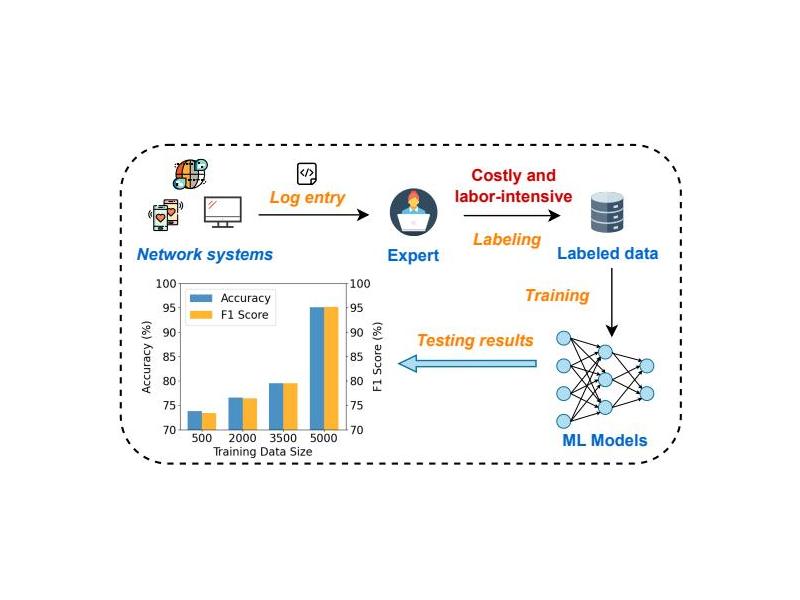 Costly and
labor-intensive
</>
Log entry
Labeling
Network systems
Expert
Labeled data
Training
Testing results
100
95
90
85
80
75
70
Accuracy (%)
Accuracy
F1 Score
100
95
90
85
80
75
70
F1 Score (%)
500 2000 3500 5000
Training Data Size
ML Models